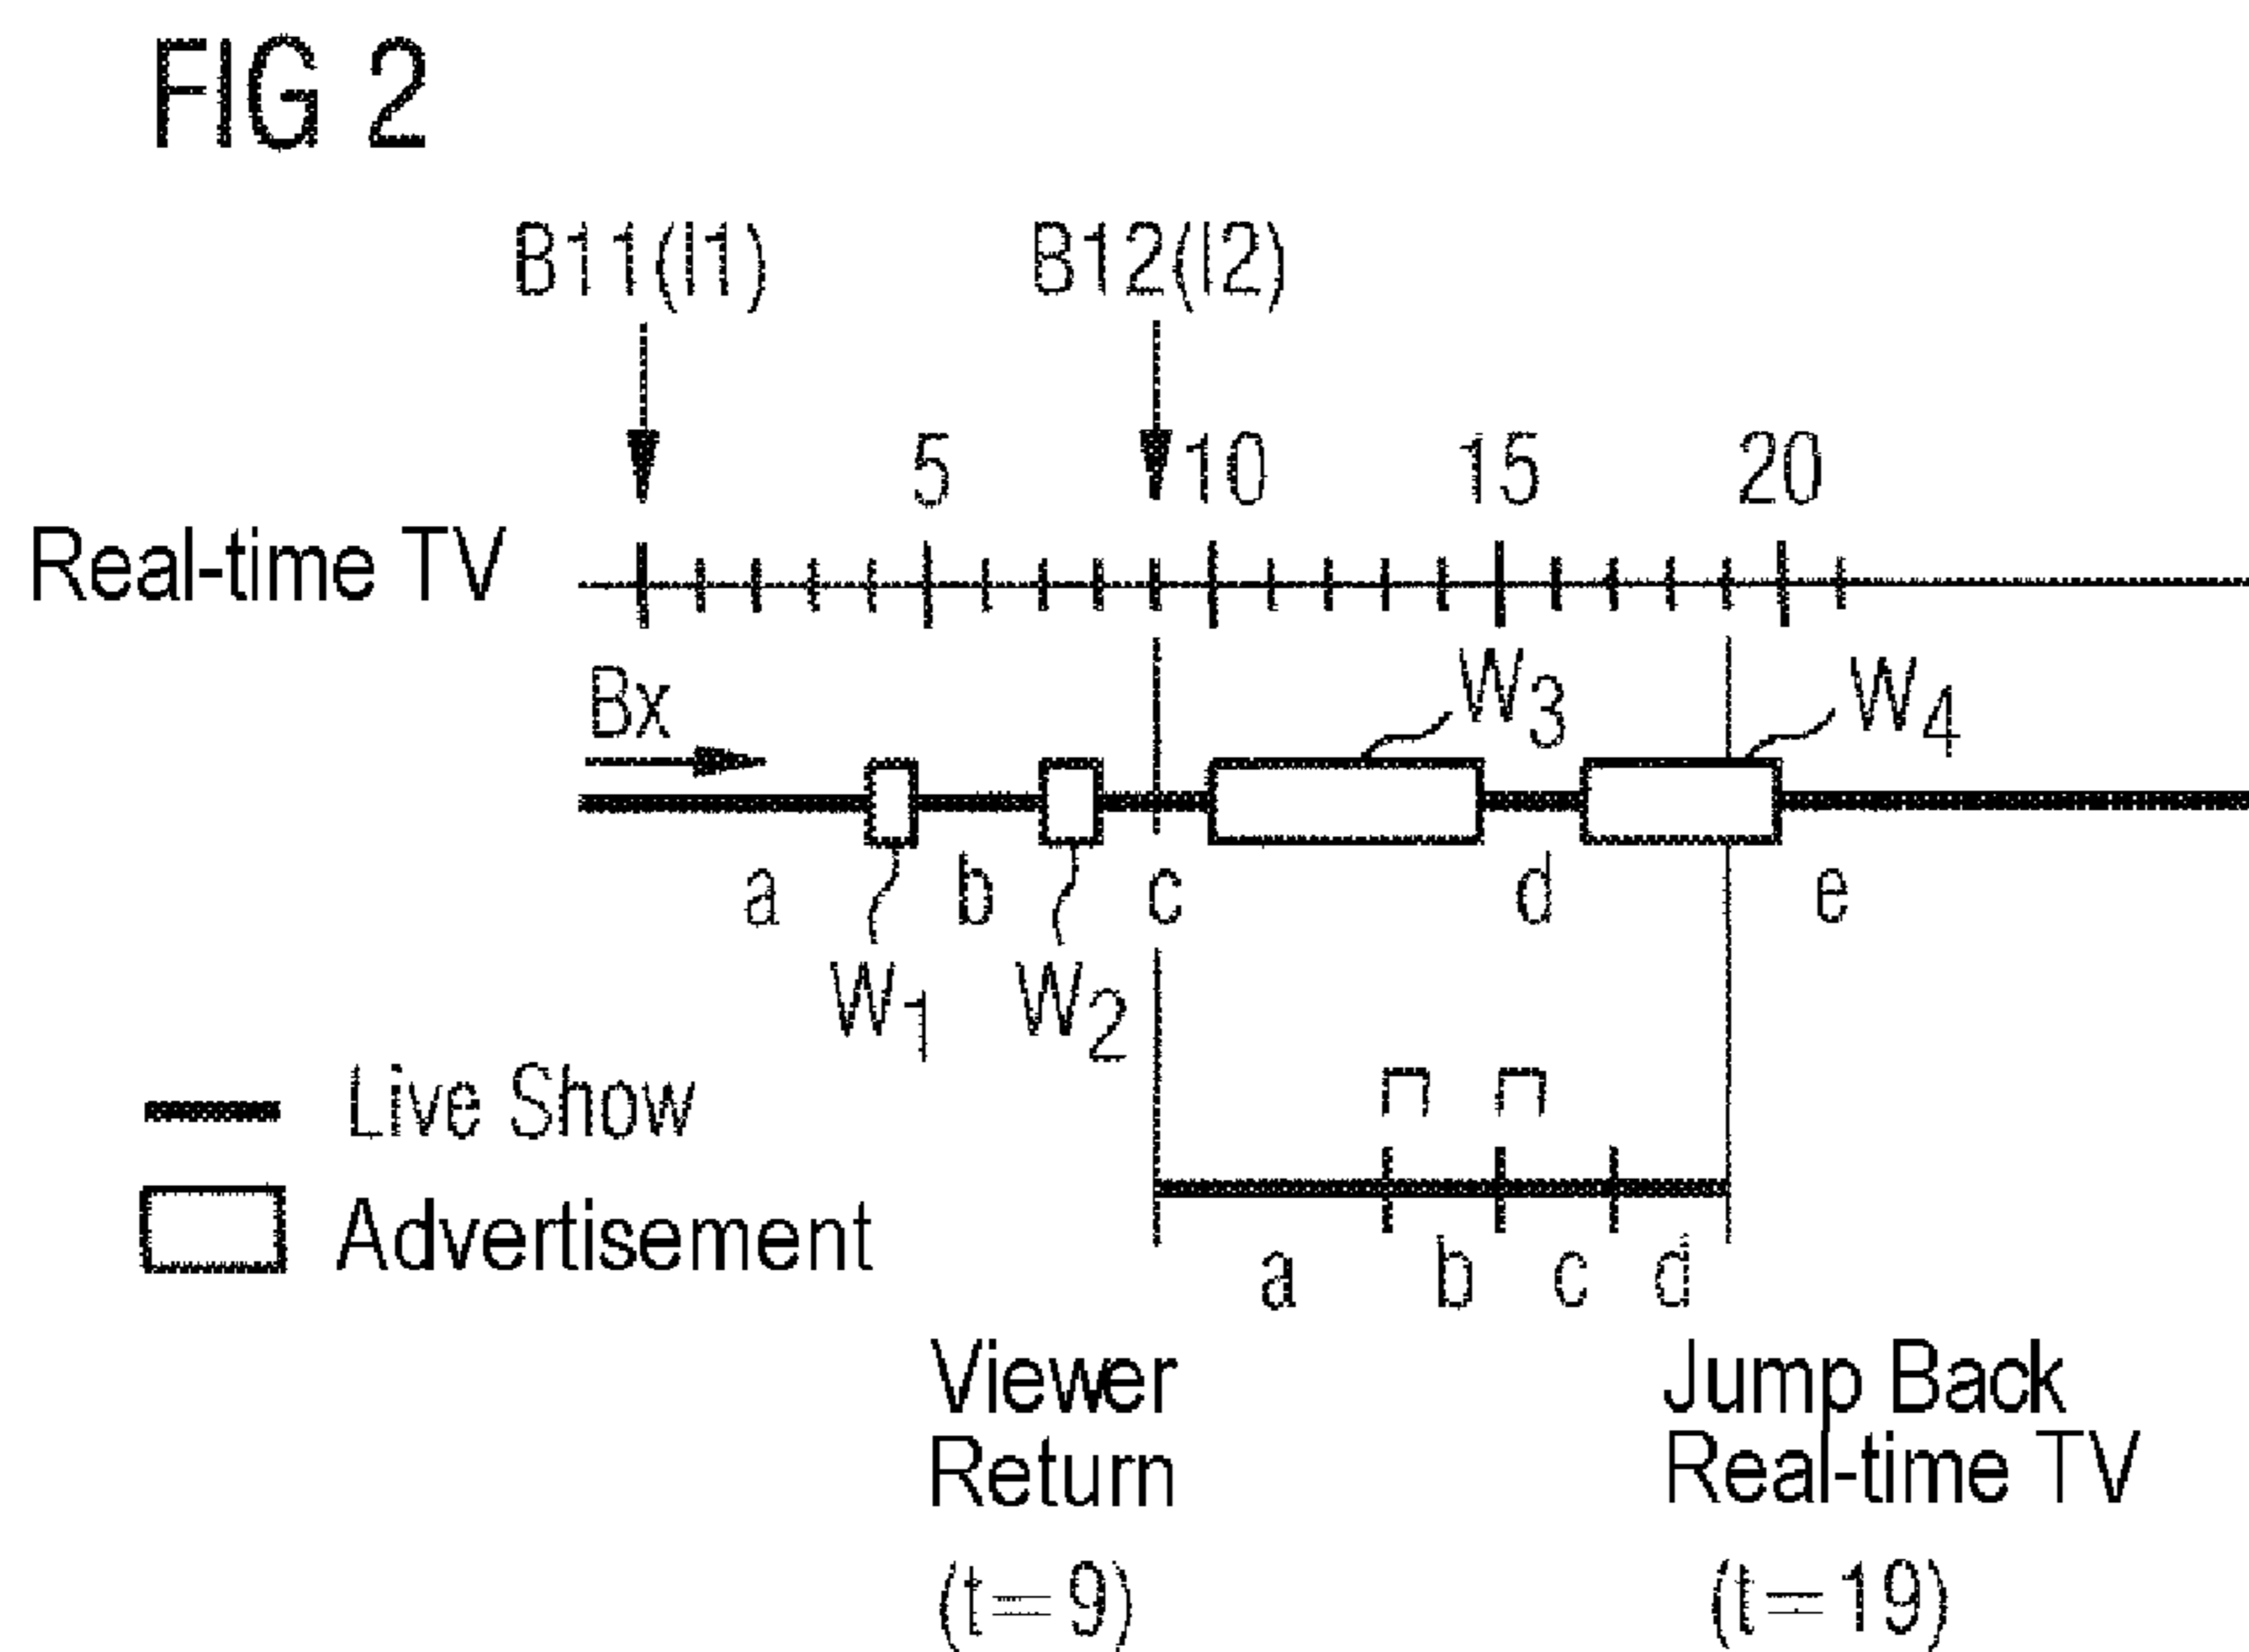 FIG 2
B11(I1) B12(I2)
5 10 15 20
Real-time TV
Bx W3 W4
a b c d e
W1 W2
Live Show
Advertisement
a b c d
Viewer Jump Back
Return Real-time TV
(t=9) (t=19)